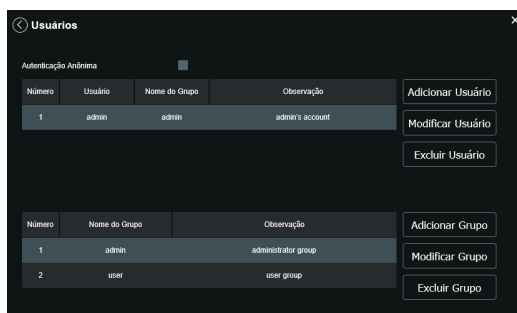 Usuários
Autenticação Anônima
Número Usuário Nome do Grupo Observação
1 admin admin admin's account
Adicionar Usuário
Modificar Usuário
Excluir Usuário
Número Nome do Grupo Observação
1 admin administrator group
2 user user group
Adicionar Grupo
Modificar Grupo
Excluir Grupo